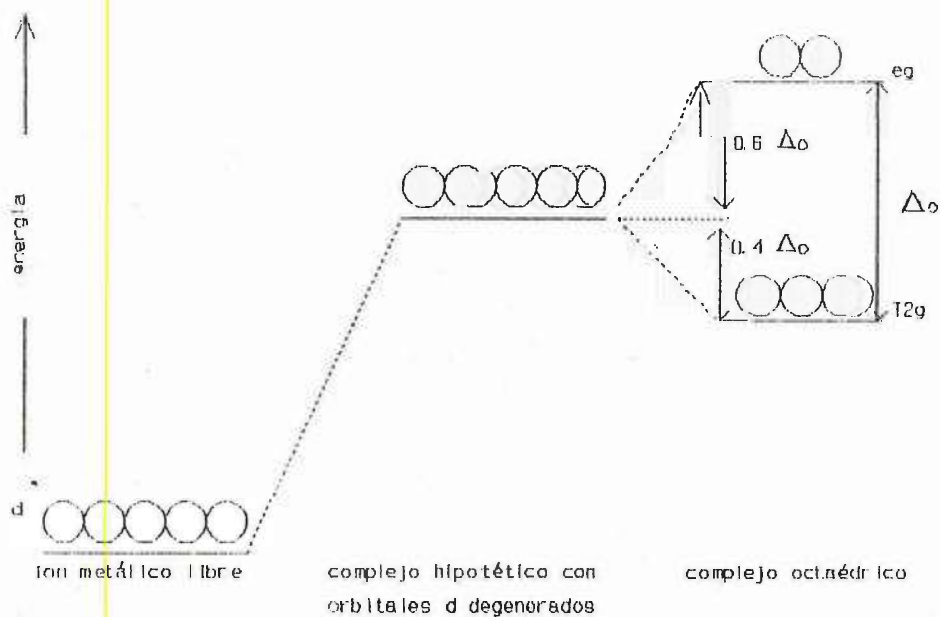 energía
d
eg
0.6 Δo
Δo
0.4 Δo
T2g
ion metálico libre
complejo hipotético con
orbitales d degenerados
complejo octaédrico